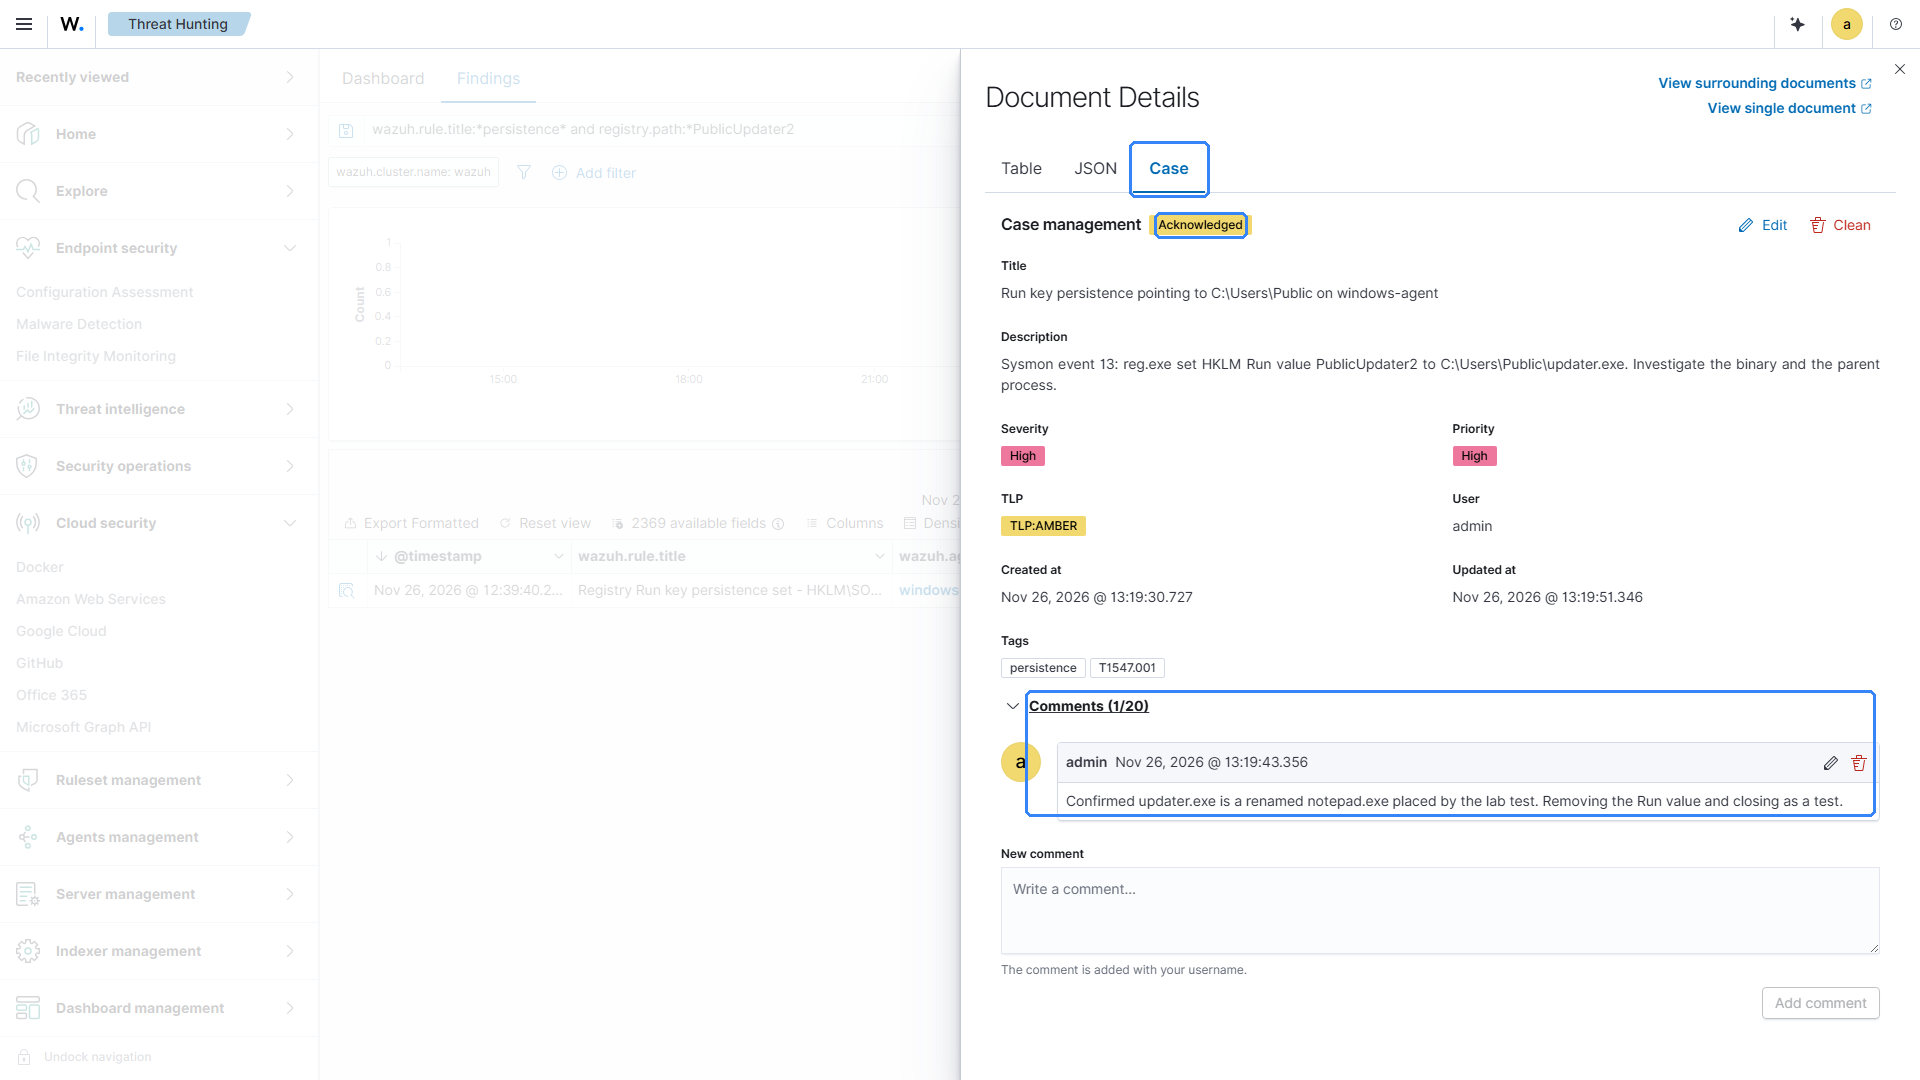 W.
Threat Hunting
a
Recently viewed
Home
Explore
Endpoint security
Configuration Assessment
Malware Detection
File Integrity Monitoring
Threat intelligence
Security operations
Cloud security
Docker
Amazon Web Services
Google Cloud
GitHub
Office 365
Microsoft Graph API
Ruleset management
Agents management
Server management
Indexer management
Dashboard management
Undock navigation
Dashboard
Findings
wazuh.rule.title:*persistence* and registry.path:*PublicUpdater2
wazuh.cluster.name: wazuh
Add filter
Count
1
0.8
0.6
0.4
0.2
0
15:00
18:00
21:00
Nov 2
Export Formatted
Reset view
2369 available fields
Columns
Densi
@timestamp
wazuh.rule.title
wazuh.ag
Nov 26, 2026 @ 12:39:40.2...
Registry Run key persistence set - HKLM\SO...
windows
Document Details
View surrounding documents
View single document
Table
JSON
Case
Case management
Acknowledged
Edit
Clean
Title
Run key persistence pointing to C:\Users\Public on windows-agent
Description
Sysmon event 13: reg.exe set HKLM Run value PublicUpdater2 to C:\Users\Public\updater.exe. Investigate the binary and the parent
process.
Severity
High
Priority
High
TLP
TLP:AMBER
User
admin
Created at
Nov 26, 2026 @ 13:19:30.727
Updated at
Nov 26, 2026 @ 13:19:51.346
Tags
persistence
T1547.001
Comments (1/20)
a
admin Nov 26, 2026 @ 13:19:43.356
Confirmed updater.exe is a renamed notepad.exe placed by the lab test. Removing the Run value and closing as a test.
New comment
Write a comment...
The comment is added with your username.
Add comment